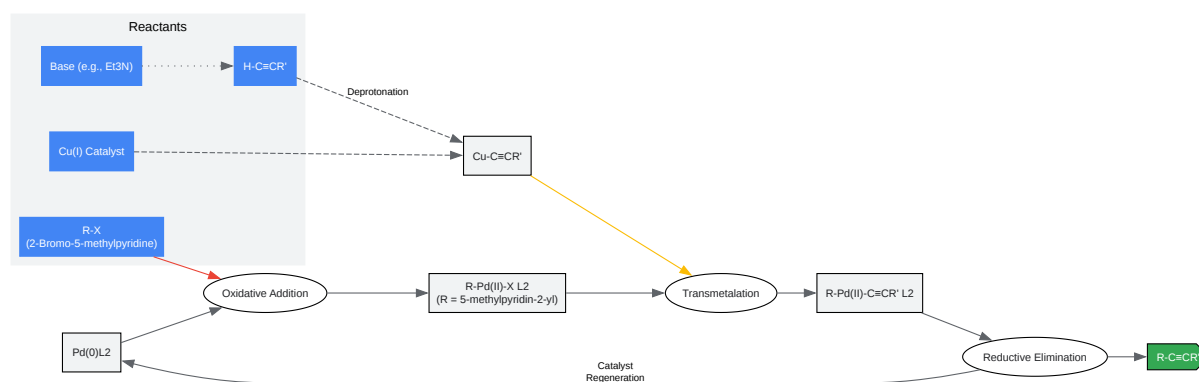 Reactants
Base (e.g., Et3N)
H-C≡CR'
Deprotonation
Cu(I) Catalyst
Cu-C≡CR'
R-X
(2-Bromo-5-methylpyridine)
Oxidative Addition
R-Pd(II)-X L2
(R = 5-methylpyridin-2-yl)
Transmetalation
R-Pd(II)-C≡CR' L2
Pd(0)L2
Reductive Elimination
R-C≡CR'
Catalyst
Regeneration